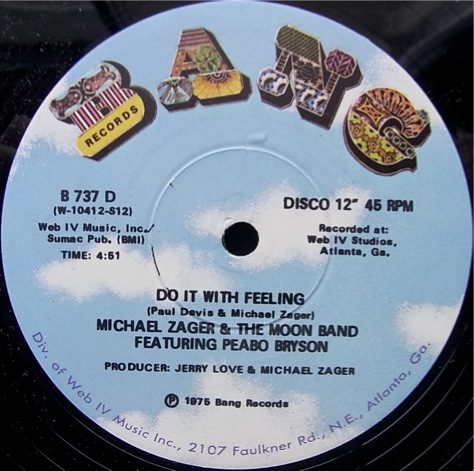 BANG
RECORDS
B 737 D
(W-10412-S12)
Web IV Music, Inc./
Sumac Pub. (BMI)
TIME: 4:51
DISCO 12" 45 RPM
Recorded at:
Web IV Studios,
Atlanta, Ga.
DO IT WITH FEELING
(Paul Davis & Michael Zager)
MICHAEL ZAGER & THE MOON BAND
FEATURING PEABO BRYSON
PRODUCER: JERRY LOVE & MICHAEL ZAGER
Ⓟ 1975 Bang Records
Div. of Web IV Music Inc., 2107 Faulkner Rd., N.E., Atlanta, Ga.